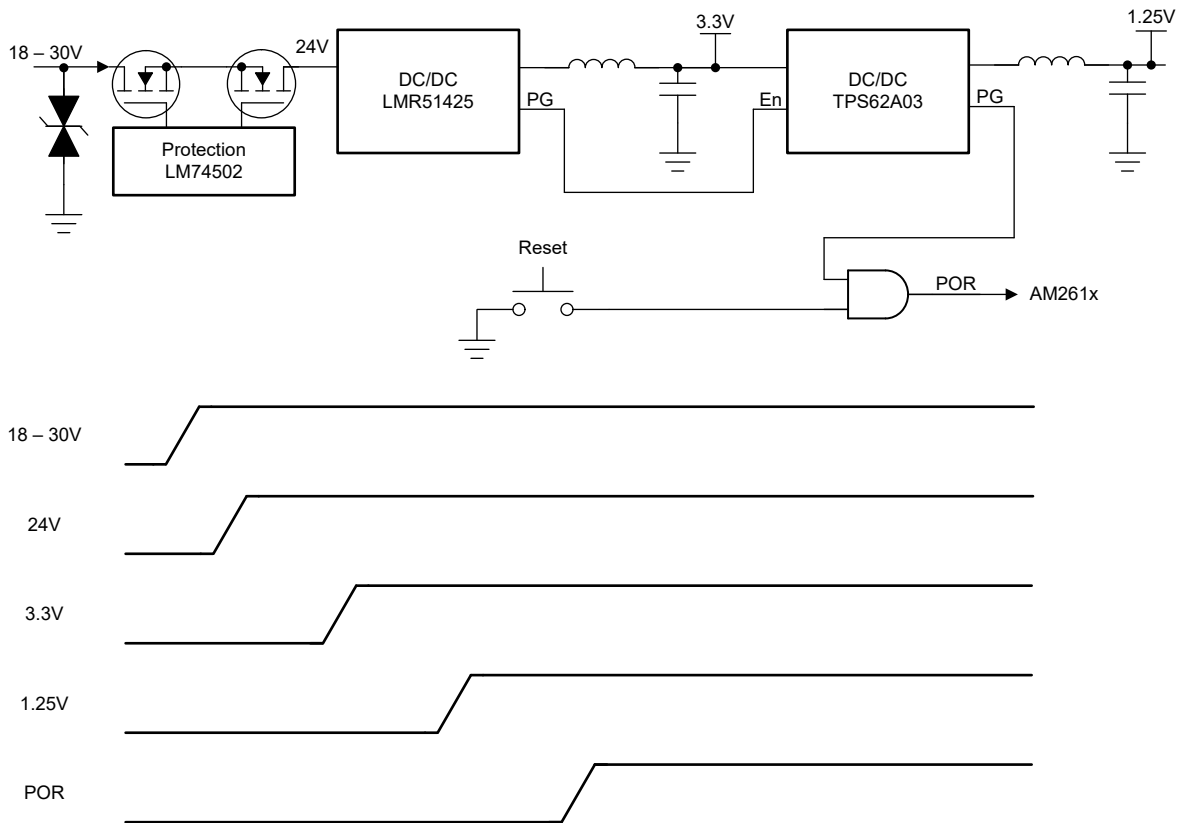 18 – 30V
24V
3.3V
1.25V
DC/DC
LMR51425
PG
En
DC/DC
TPS62A03
PG
Protection
LM74502
Reset
POR
AM261x
18 – 30V
24V
3.3V
1.25V
POR